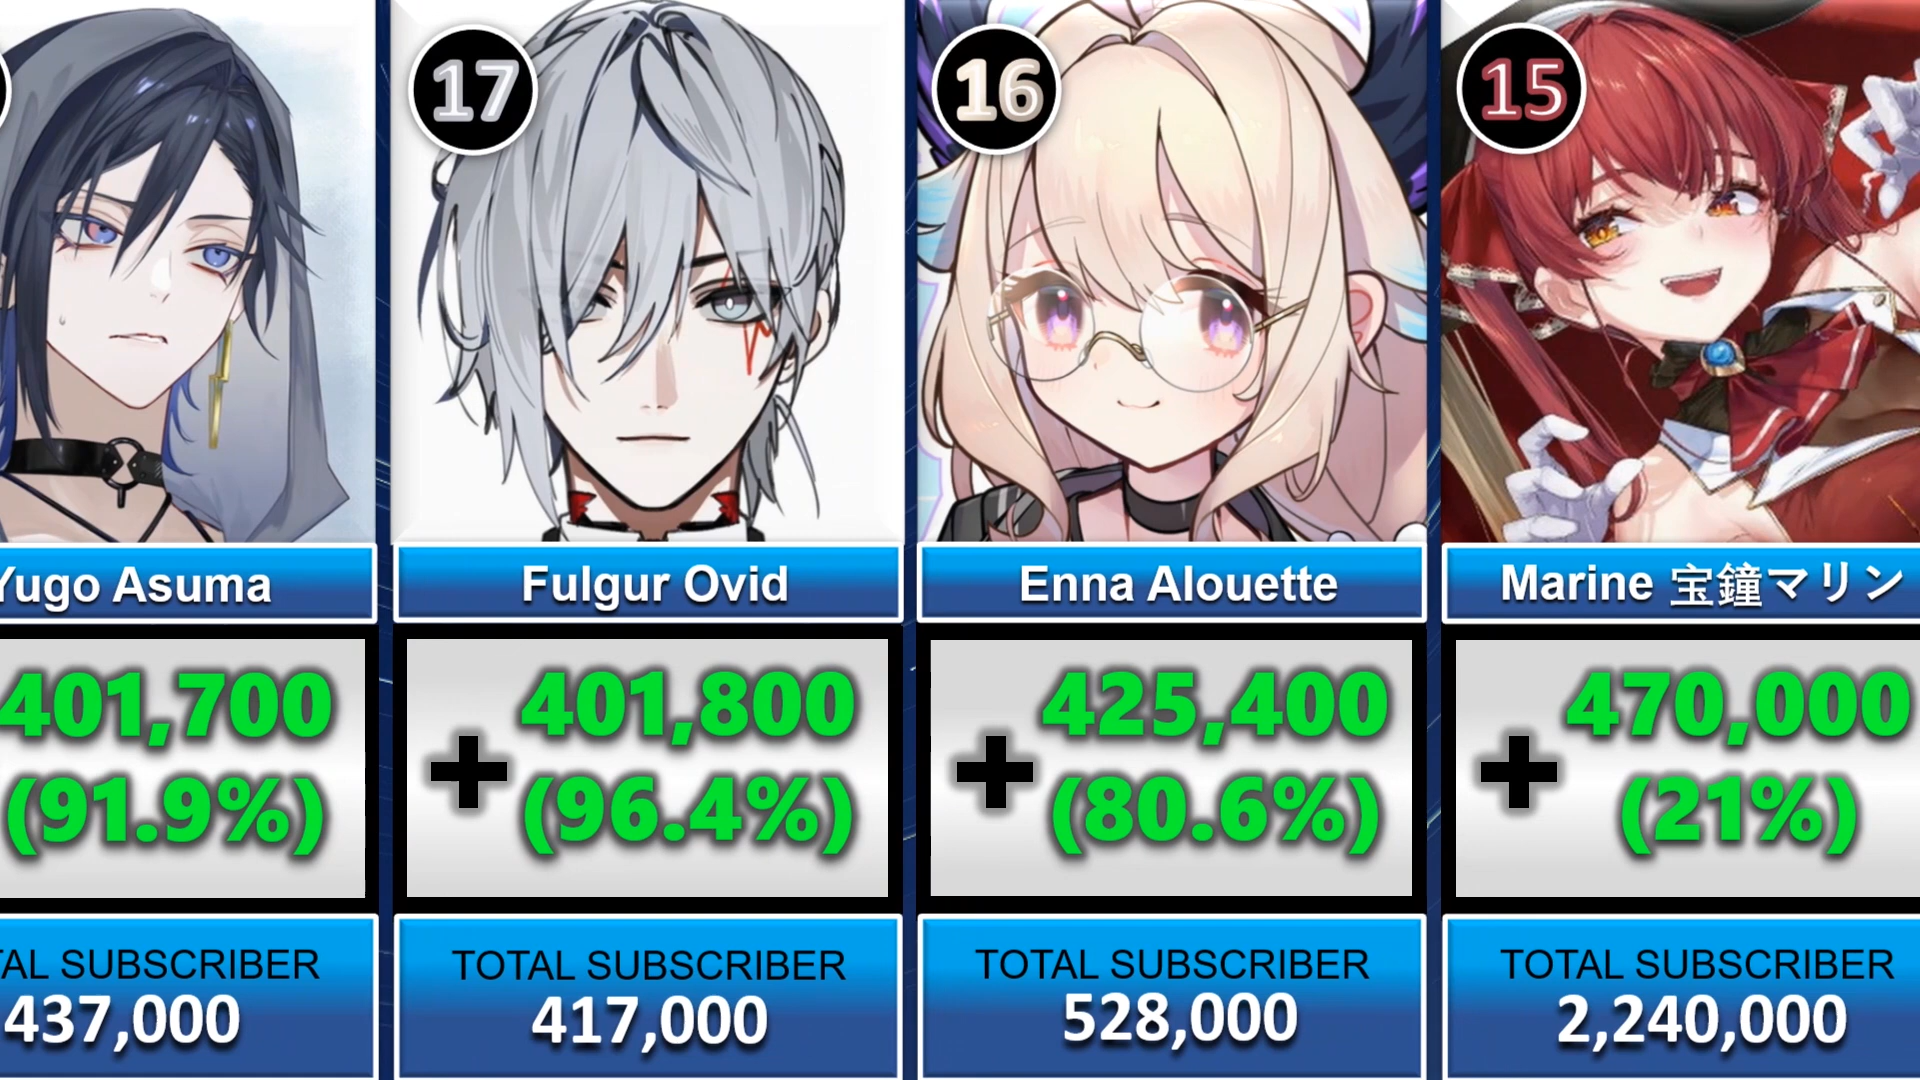 Yugo Asuma
401,700
(91.9%)
TAL SUBSCRIBER
437,000
17
Fulgur Ovid
+ 401,800
(96.4%)
TOTAL SUBSCRIBER
417,000
16
Enna Alouette
+ 425,400
(80.6%)
TOTAL SUBSCRIBER
528,000
15
Marine 宝鐘マリン
+ 470,000
(21%)
TOTAL SUBSCRIBER
2,240,000